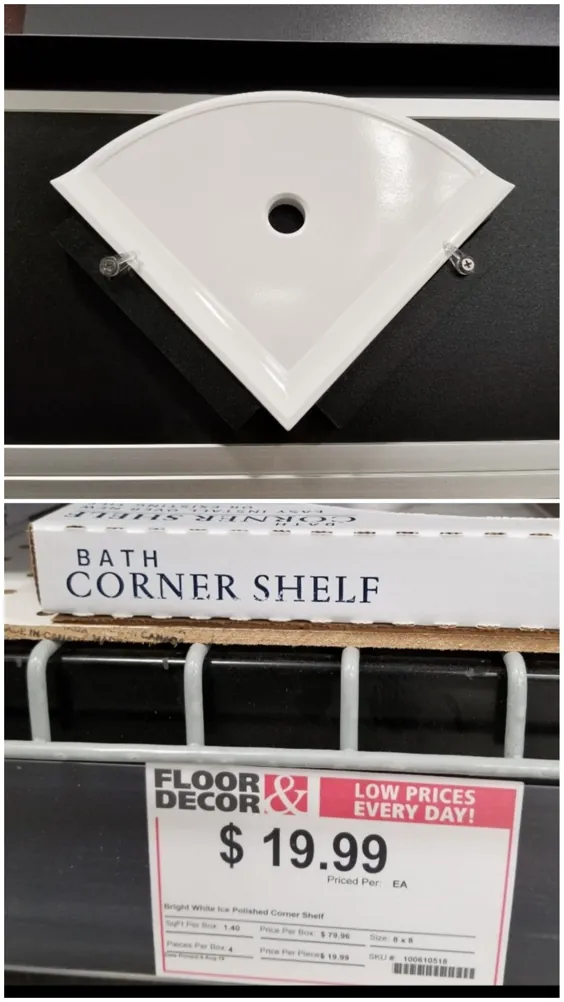 CORNER SHELF
BATH
CORNER SHELF
FLOOR & DECOR
LOW PRICES
EVERY DAY!
$ 19.99
Priced Per: EA
Bright White Ice Polished Corner Shelf
SqFt Per Box: 1.40 Price Per Box: $ 79.96 Size: 8 x 8
Pieces Per Box: 4 Price Per Piece: $ 19.99 SKU #: 100610518